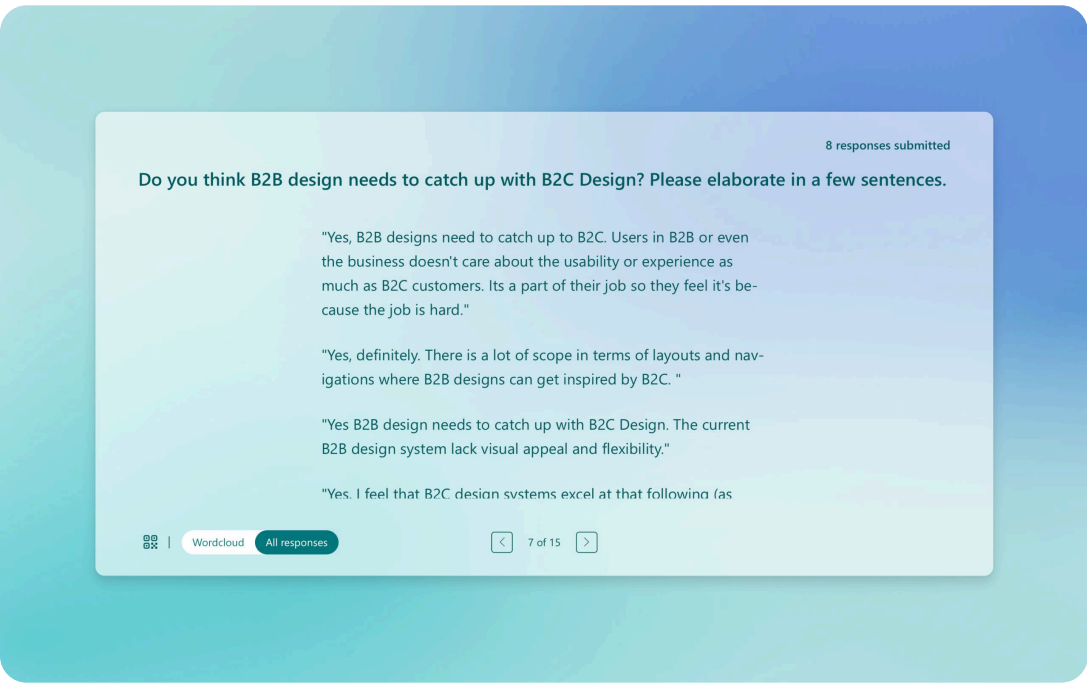 8 responses submitted
Do you think B2B design needs to catch up with B2C Design? Please elaborate in a few sentences.
"Yes, B2B designs need to catch up to B2C. Users in B2B or even
the business doesn't care about the usability or experience as
much as B2C customers. Its a part of their job so they feel it's be-
cause the job is hard."
"Yes, definitely. There is a lot of scope in terms of layouts and nav-
igations where B2B designs can get inspired by B2C. "
"Yes B2B design needs to catch up with B2C Design. The current
B2B design system lack visual appeal and flexibility."
"Yes. I feel that B2C design systems excel at that following (as
Wordcloud All responses 7 of 15